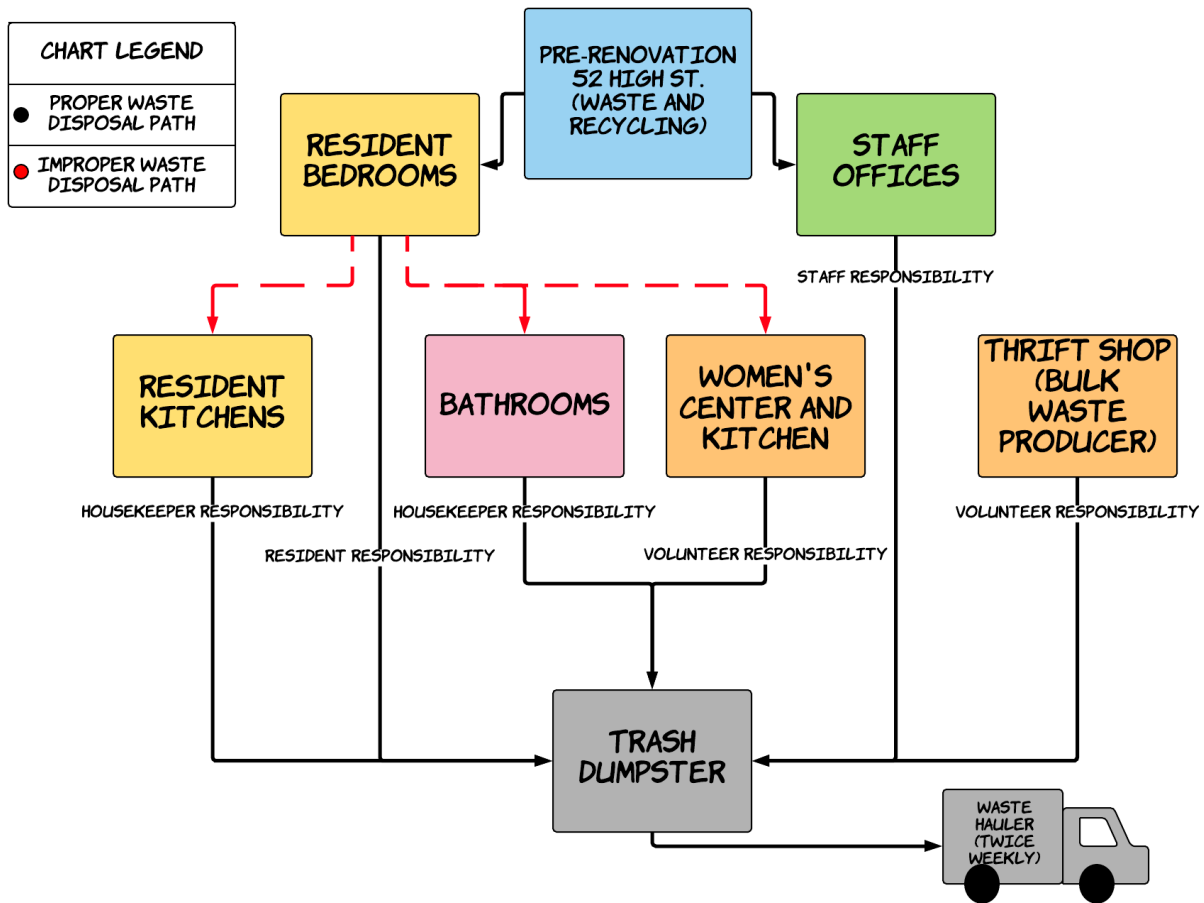 CHART LEGEND
PROPER WASTE
DISPOSAL PATH
IMPROPER WASTE
DISPOSAL PATH
PRE-RENOVATION
52 HIGH ST.
(WASTE AND
RECYCLING)
RESIDENT
BEDROOMS
STAFF
OFFICES
STAFF RESPONSIBILITY
RESIDENT
KITCHENS
BATHROOMS
WOMEN'S
CENTER AND
KITCHEN
THRIFT SHOP
(BULK
WASTE
PRODUCER)
HOUSEKEEPER RESPONSIBILITY
HOUSEKEEPER RESPONSIBILITY
VOLUNTEER RESPONSIBILITY
RESIDENT RESPONSIBILITY
VOLUNTEER RESPONSIBILITY
TRASH
DUMPSTER
WASTE
HAULER
(TWICE
WEEKLY)